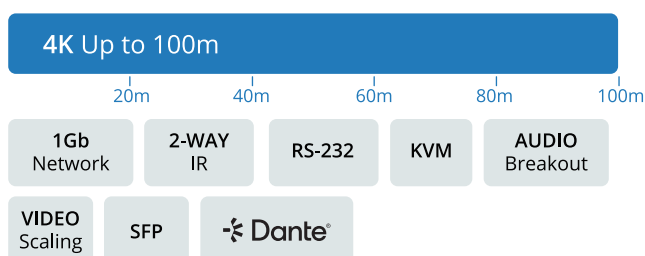 4K Up to 100m
20m 40m 60m 80m 100m
1Gb
Network
2-WAY
IR
RS-232
KVM
AUDIO
Breakout
VIDEO
Scaling
SFP
Dante®